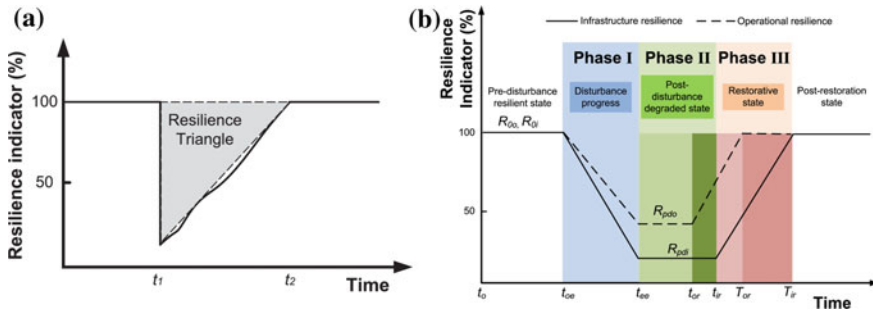 (a)
Resilience indicator (%)
100
50
Resilience
Triangle
t1
t2
Time
(b)
Infrastructure resilience
Operational resilience
Resilience
Indicator (%)
Phase I
Phase II
Phase III
Pre-disturbance
resilient state
Disturbance
progress
Post-
disturbance
degraded state
Restorative
state
Post-restoration
state
R0o, R0i
100
50
Rpdo
Rpdi
to
toe
tee
tor
tir
Tor
Tir
Time